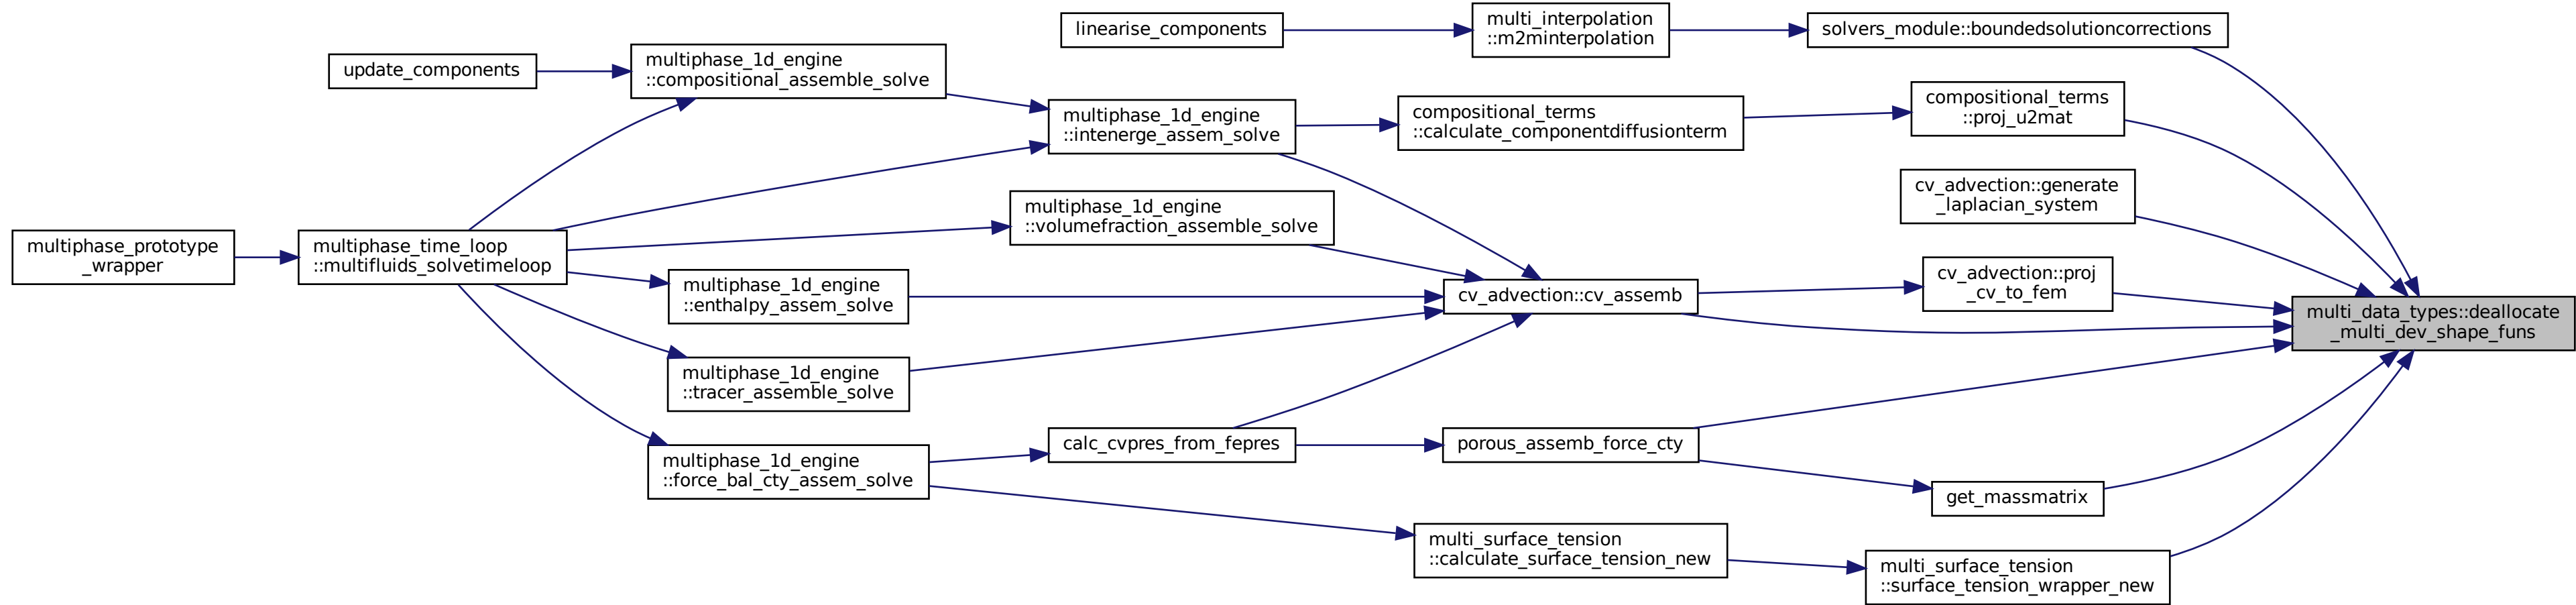 multiphase_prototype
_wrapper
multiphase_time_loop
::multifluids_solvetimeloop
update_components
multiphase_1d_engine
::compositional_assemble_solve
multiphase_1d_engine
::enthalpy_assem_solve
multiphase_1d_engine
::tracer_assemble_solve
multiphase_1d_engine
::force_bal_cty_assem_solve
linearise_components
multiphase_1d_engine
::intenerge_assem_solve
multiphase_1d_engine
::volumefraction_assemble_solve
calc_cvpres_from_fepres
multi_interpolation
::m2minterpolation
compositional_terms
::calculate_componentdiffusionterm
cv_advection::cv_assemb
porous_assemb_force_cty
multi_surface_tension
::calculate_surface_tension_new
solvers_module::boundedsolutioncorrections
compositional_terms
::proj_u2mat
cv_advection::generate
_laplacian_system
cv_advection::proj
_cv_to_fem
get_massmatrix
multi_surface_tension
::surface_tension_wrapper_new
multi_data_types::deallocate
_multi_dev_shape_funs